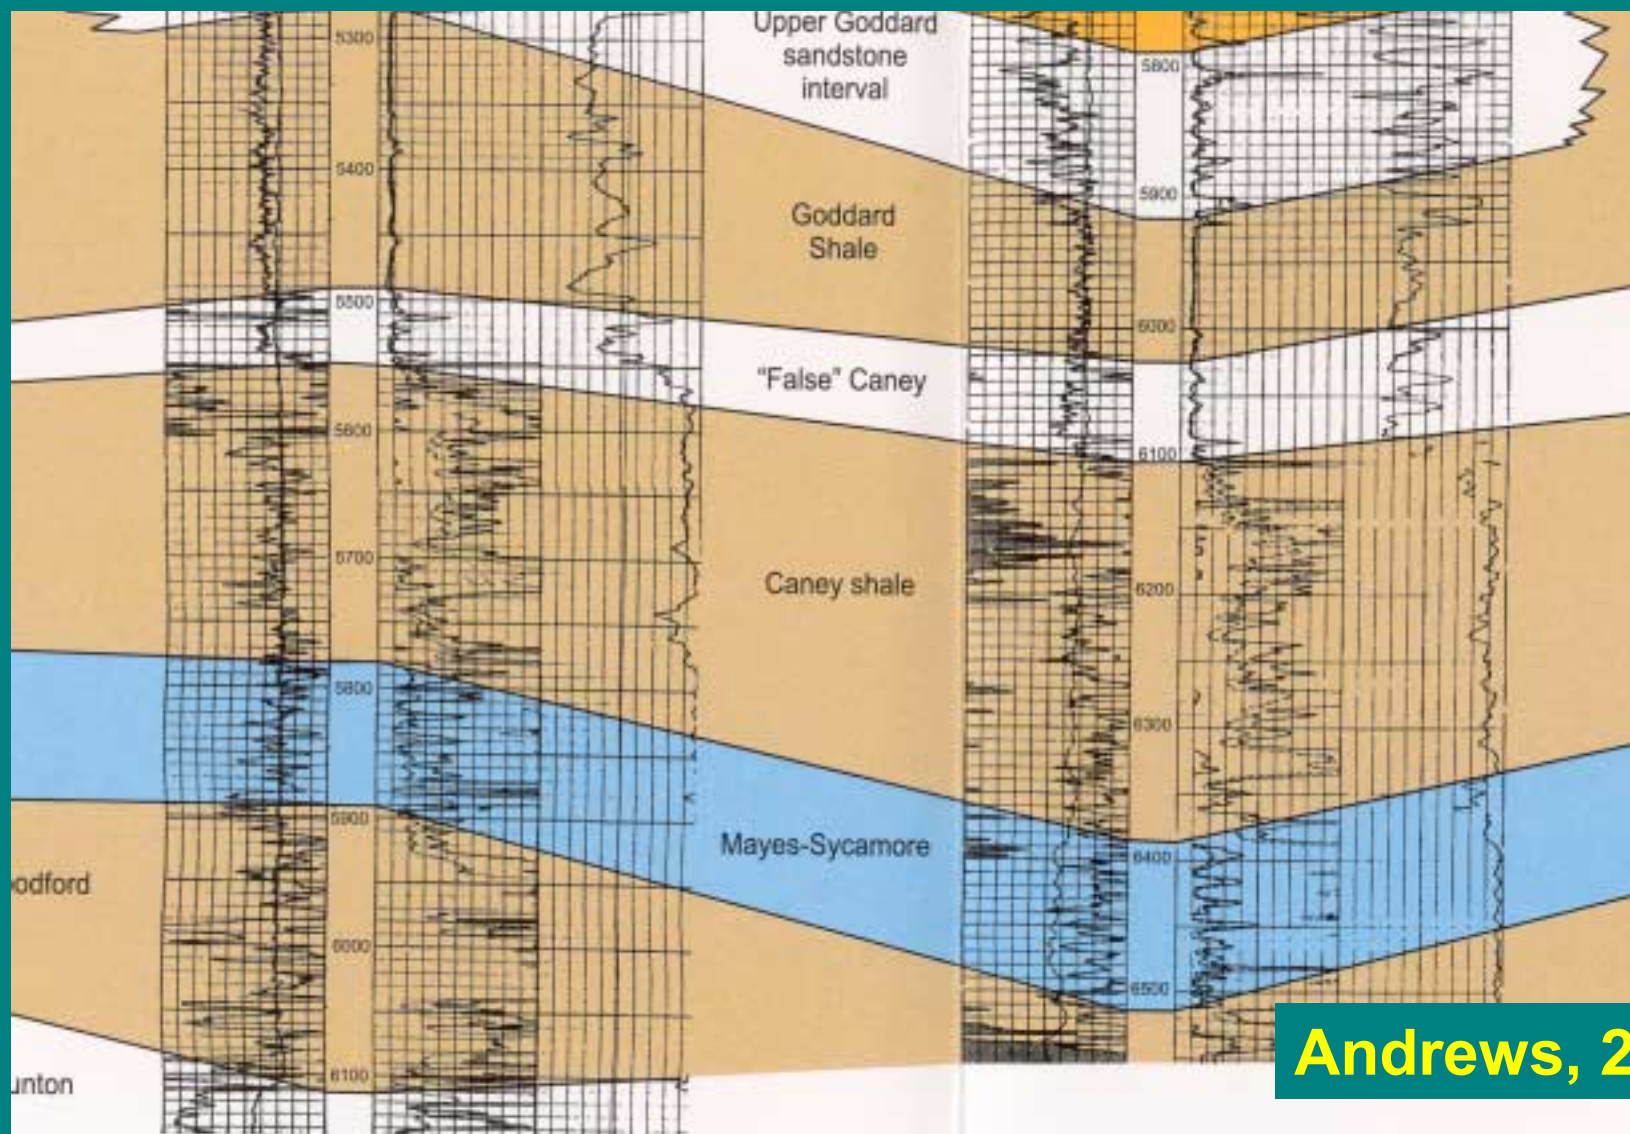 Upper Goddard
sandstone
interval
Goddard
Shale
"False" Caney
Caney shale
Mayes-Sycamore
oodford
unton
5300
5400
5500
5600
5700
5800
5900
6000
6100
5800
5900
6000
6100
6200
6300
6400
6500
Andrews, 2